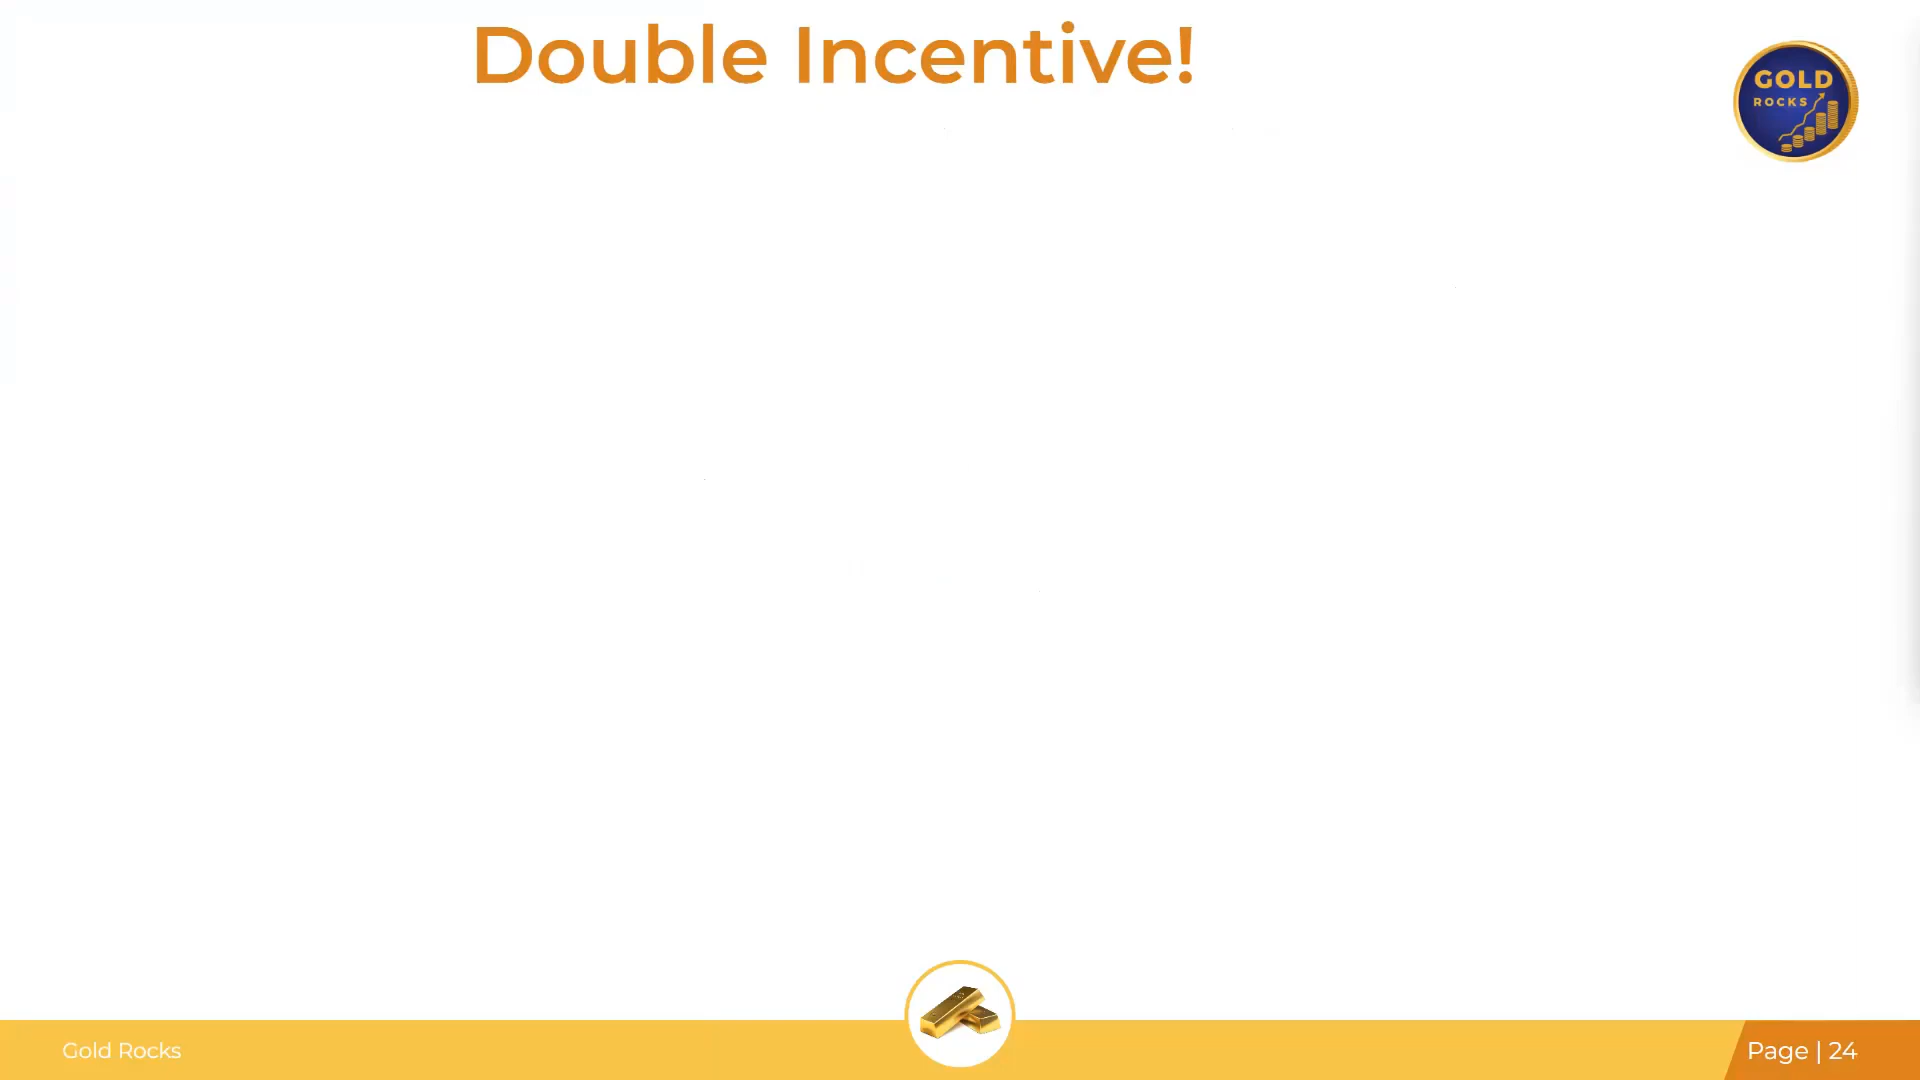 Double Incentive!
GOLD
ROCKS
Gold Rocks
Page | 24